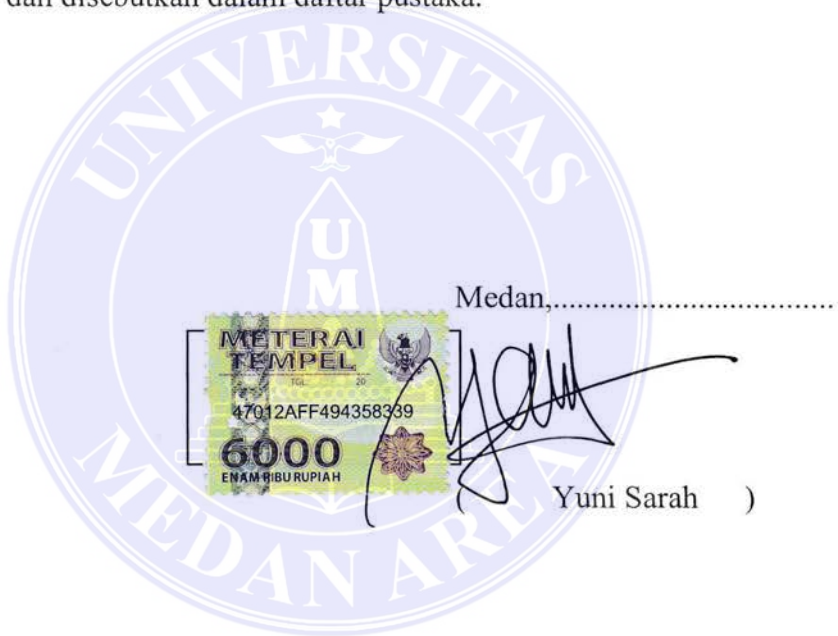 dan disebutkan dalam daftar pustaka.
UNIVERSITAS
U
M
Medan,..................................
METERAI
TEMPEL
TGL. 20
47012AFF494358339
6000
ENAM RIBU RUPIAH
( Yuni Sarah )
MEDAN AREA